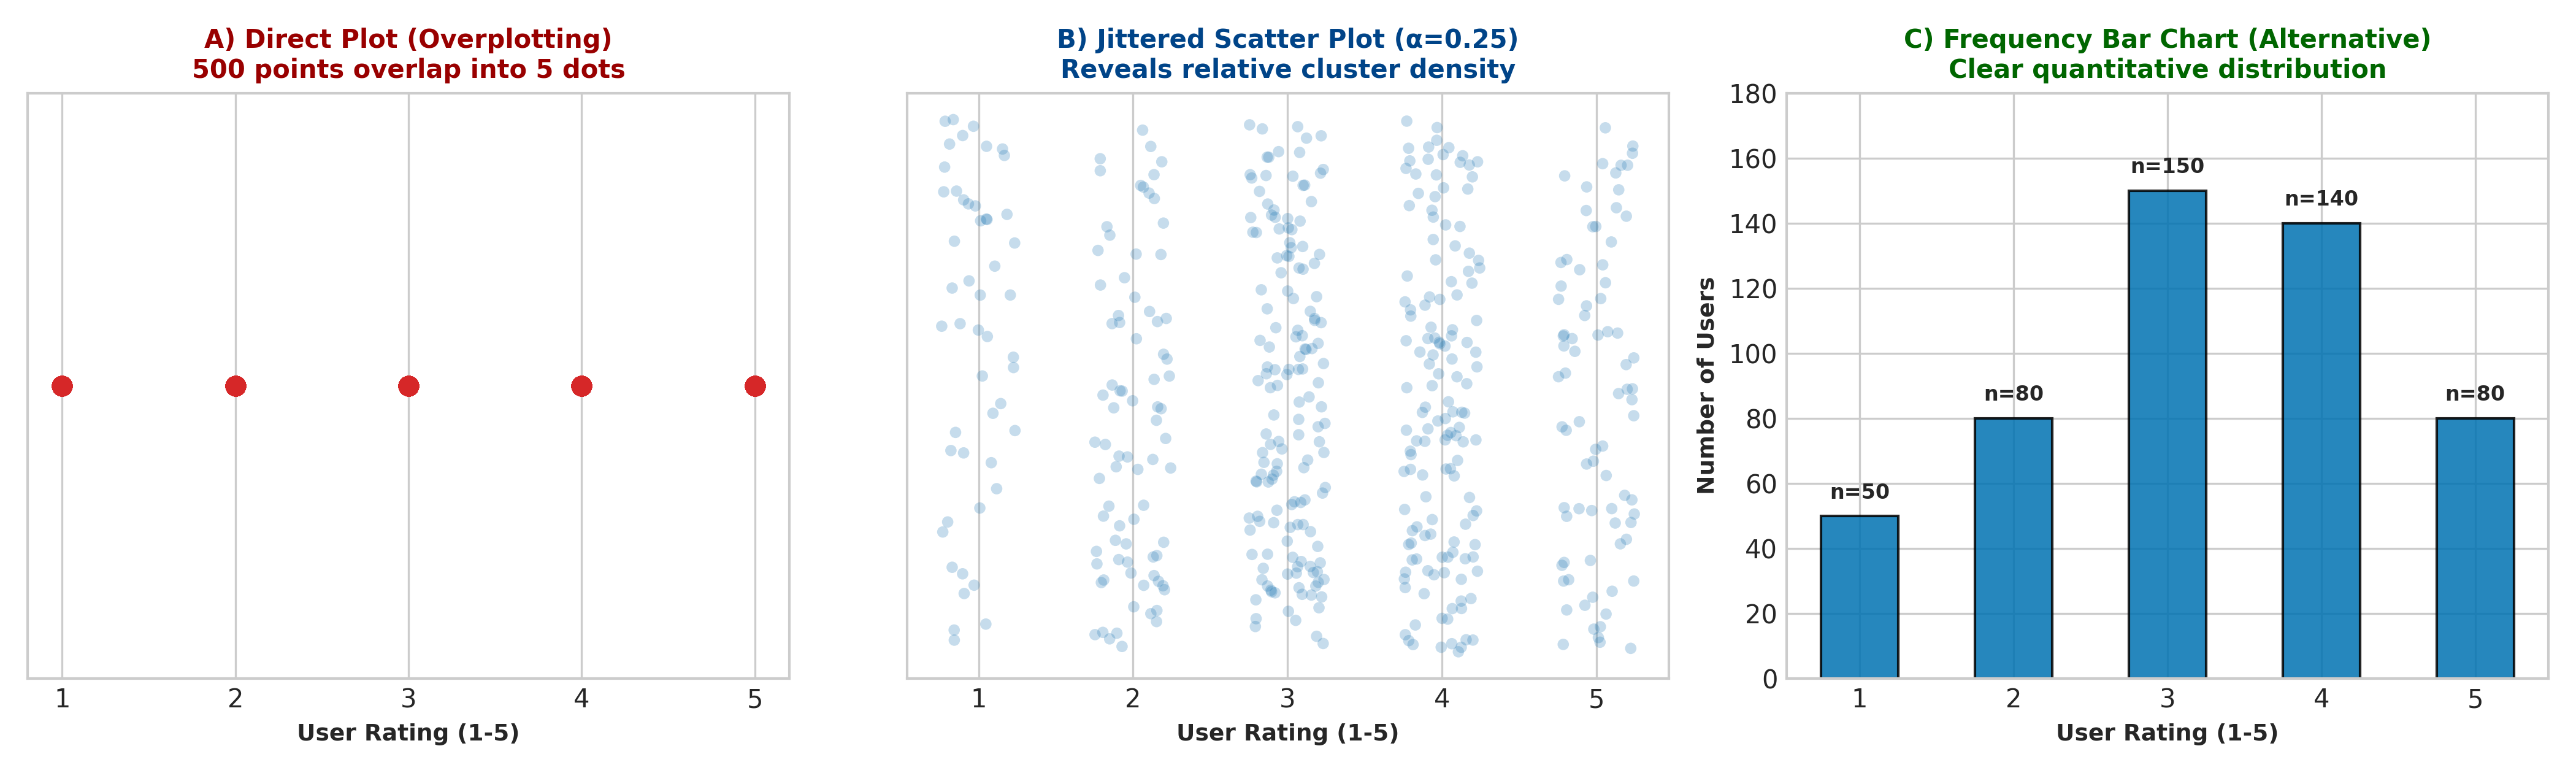 A) Direct Plot (Overplotting)
500 points overlap into 5 dots
1 2 3 4 5
User Rating (1-5)
B) Jittered Scatter Plot (α=0.25)
Reveals relative cluster density
1 2 3 4 5
User Rating (1-5)
C) Frequency Bar Chart (Alternative)
Clear quantitative distribution
Number of Users
180
160
140
120
100
80
60
40
20
0
n=50
n=80
n=150
n=140
n=80
1 2 3 4 5
User Rating (1-5)